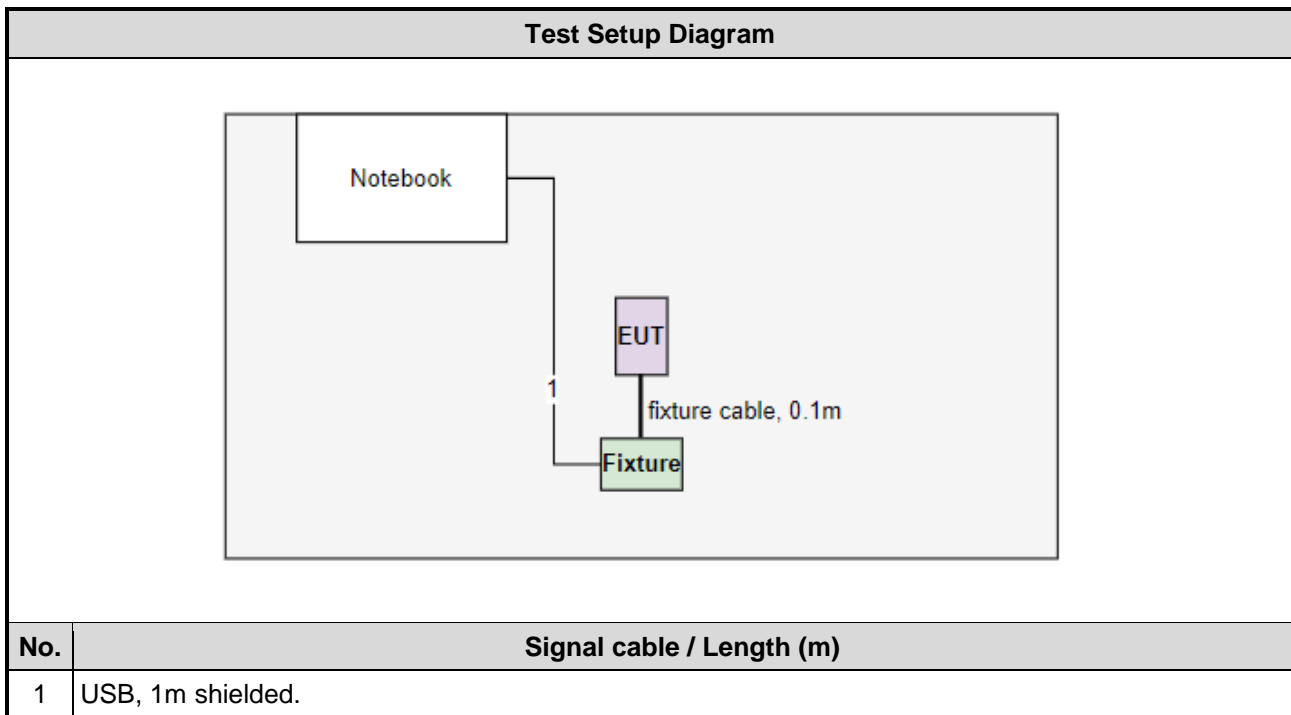 Test Setup Diagram
Notebook
EUT
1
fixture cable, 0.1m
Fixture
No. Signal cable / Length (m)
1 USB, 1m shielded.